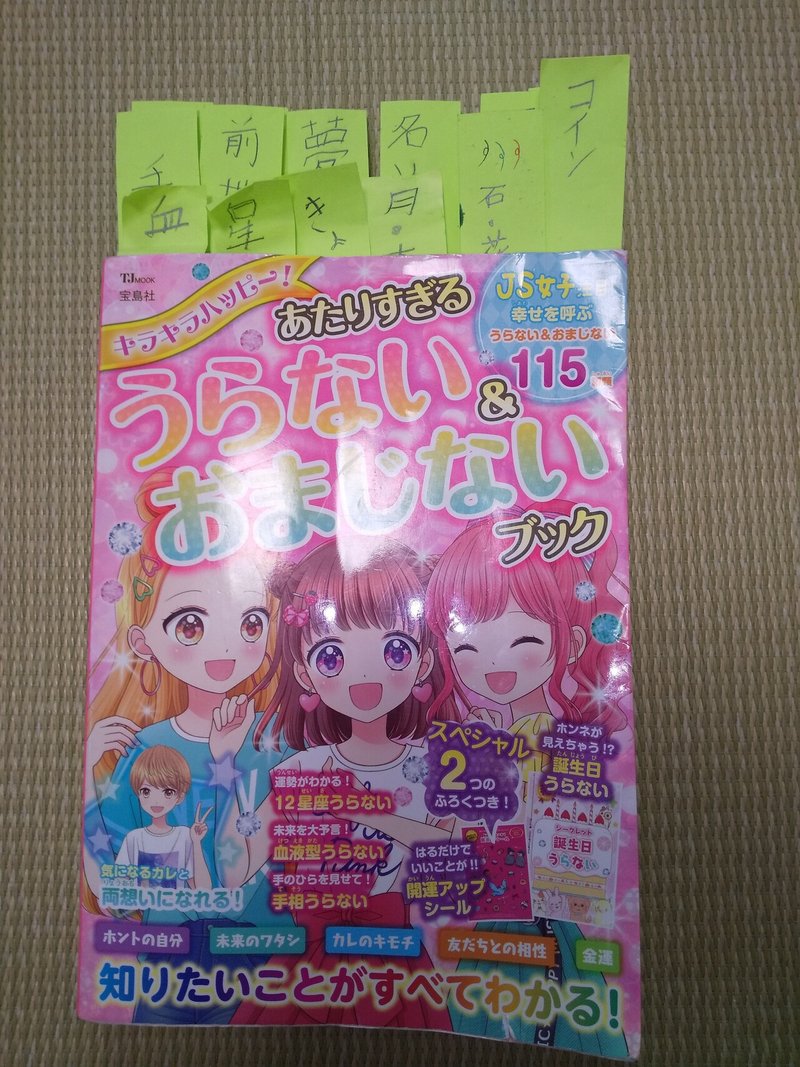 コイン
前
夢
名
月・
石・花
血
星
きょ
TJ MOOK
宝島社
キラキラハッピー!
あたりすぎる
うらない&
おまじない
ブック
JS女子
幸せを呼ぶ
うらない&おまじない
115
スペシャル
2つの
ふろくつき!
ホンネが
見えちゃう!?
誕生日
うらない
シークレット
誕生日
うらない
運勢がわかる!
12星座うらない
未来を大予言!
血液型うらない
手のひらを見せて!
手相うらない
はるだけで
いいことが!!
開運アップ
シール
気になるカレと
両想いになれる!
ホントの自分
未来のワタシ
カレのキモチ
友だちとの相性
金運
知りたいことがすべてわかる!